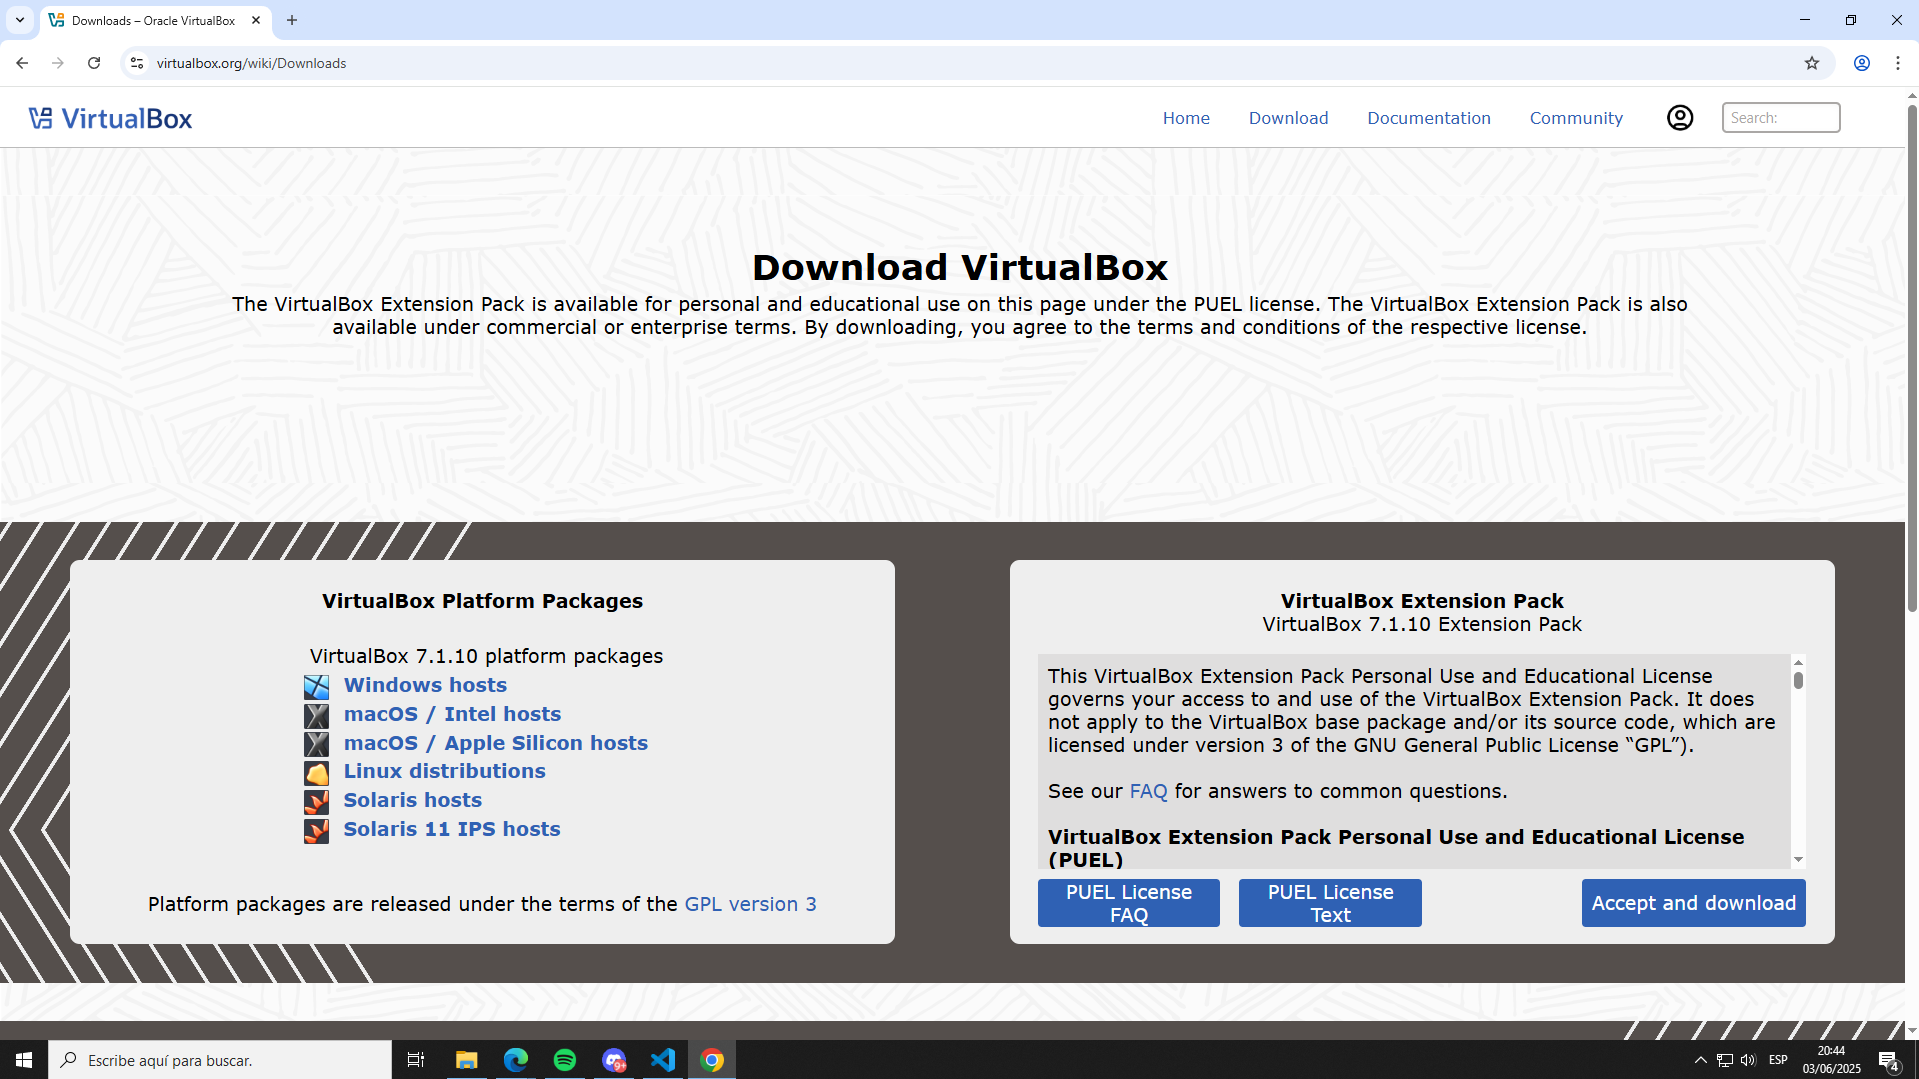 Downloads – Oracle VirtualBox
virtualbox.org/wiki/Downloads
VirtualBox
Home
Download
Documentation
Community
Search:
Download VirtualBox
The VirtualBox Extension Pack is available for personal and educational use on this page under the PUEL license. The VirtualBox Extension Pack is also
available under commercial or enterprise terms. By downloading, you agree to the terms and conditions of the respective license.
VirtualBox Platform Packages
VirtualBox 7.1.10 platform packages
Windows hosts
macOS / Intel hosts
macOS / Apple Silicon hosts
Linux distributions
Solaris hosts
Solaris 11 IPS hosts
Platform packages are released under the terms of the GPL version 3
VirtualBox Extension Pack
VirtualBox 7.1.10 Extension Pack
This VirtualBox Extension Pack Personal Use and Educational License
governs your access to and use of the VirtualBox Extension Pack. It does
not apply to the VirtualBox base package and/or its source code, which are
licensed under version 3 of the GNU General Public License “GPL”).
See our FAQ for answers to common questions.
VirtualBox Extension Pack Personal Use and Educational License
(PUEL)
PUEL License
FAQ
PUEL License
Text
Accept and download
Escribe aquí para buscar.
9+
ESP
20:44
03/06/2025
4